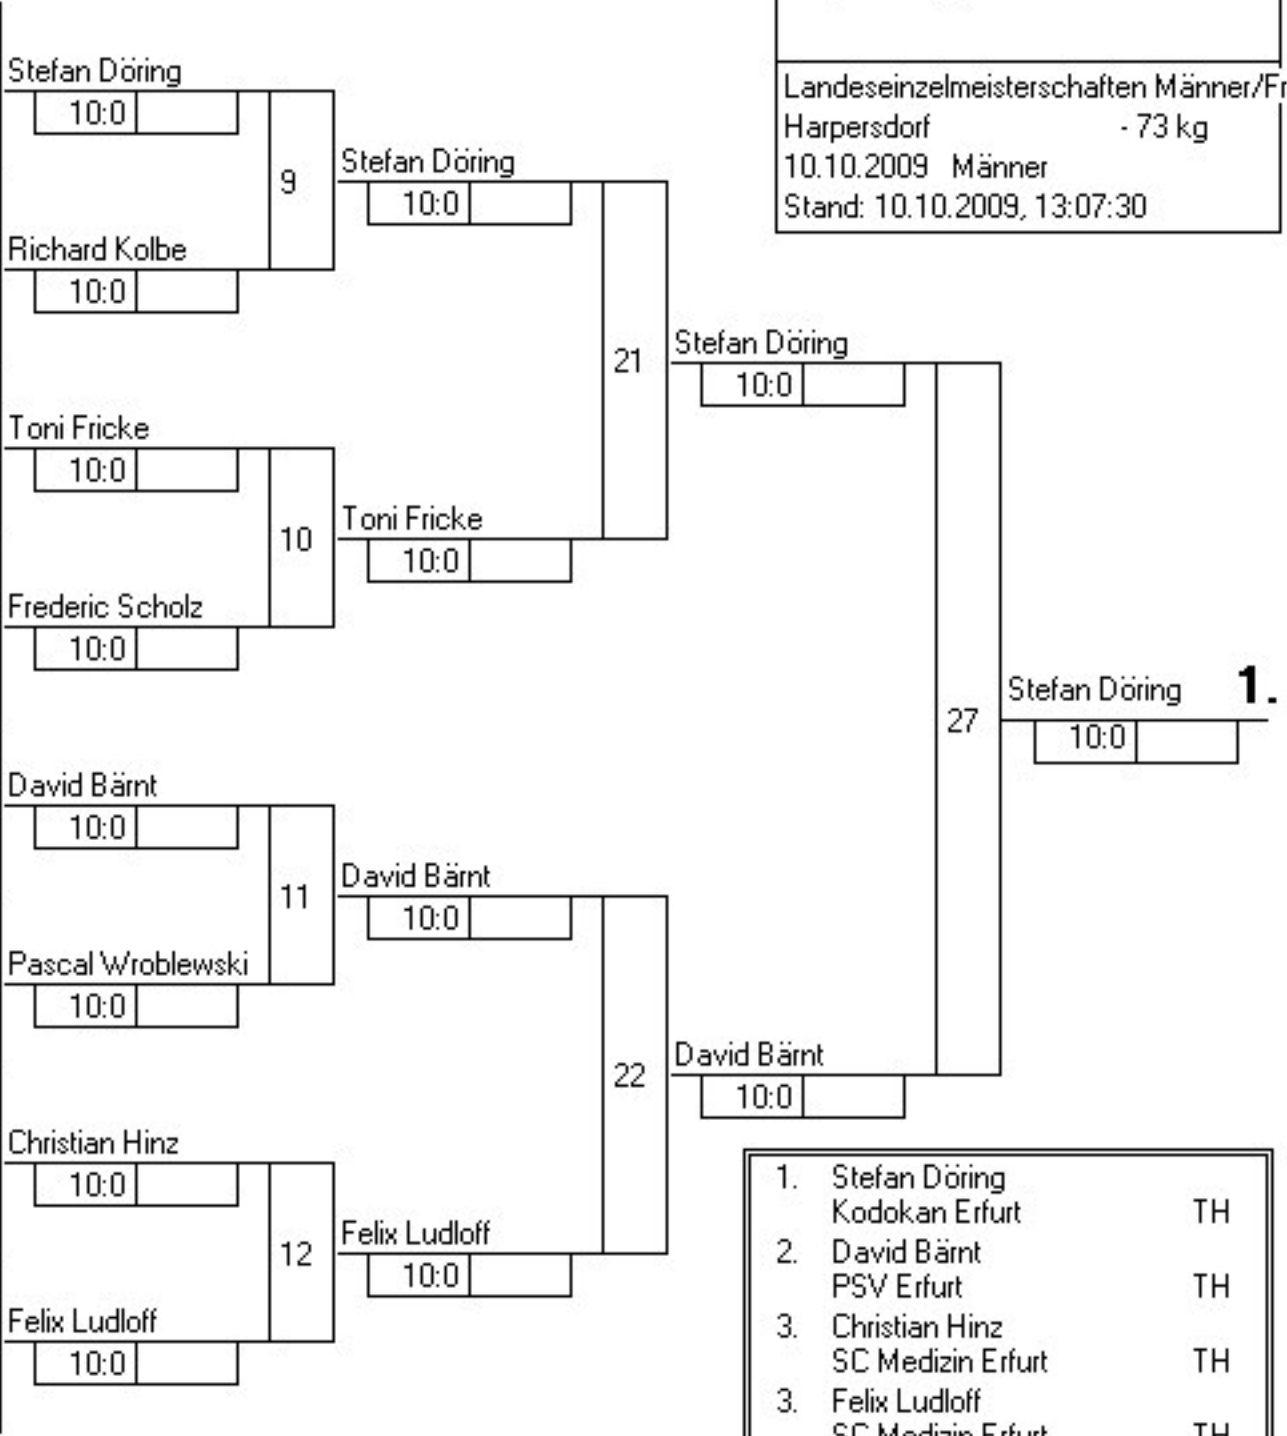 Landeseinzelmeisterschaften Männer/Fr
Harpersdorf - 73 kg
10.10.2009 Männer
Stand: 10.10.2009, 13:07:30
Stefan Döring
10:0
9
Richard Kolbe
10:0
Toni Fricke
10:0
10
Frederic Scholz
10:0
David Bärnt
10:0
11
Pascal Wroblewski
10:0
Christian Hinz
10:0
12
Felix Ludloff
10:0
Stefan Döring
10:0
21
Toni Fricke
10:0
David Bärnt
10:0
22
Felix Ludloff
10:0
Stefan Döring
10:0
27
David Bärnt
10:0
Stefan Döring 1.
10:0
1. Stefan Döring
Kodokan Erfurt TH
2. David Bärnt
PSV Erfurt TH
3. Christian Hinz
SC Medizin Erfurt TH
3. Felix Ludloff
SC Medizin Erfurt TH